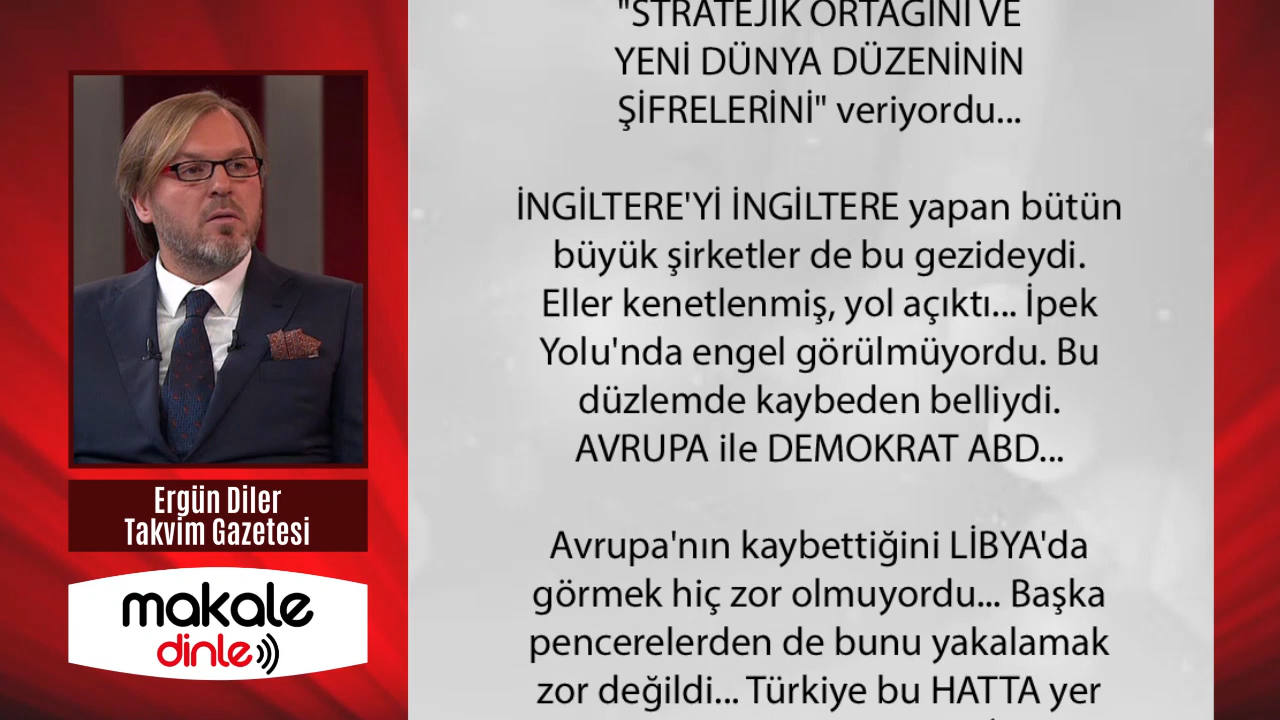 "STRATEJİK ORTAĞINI VE
YENİ DÜNYA DÜZENİNİN
ŞİFRELERİNİ" veriyordu...
İNGİLTERE'Yİ İNGİLTERE yapan bütün
büyük şirketler de bu gezideydi.
Eller kenetlenmiş, yol açıktı... İpek
Yolu'nda engel görülmüyordu. Bu
düzlemde kaybeden belliydi.
AVRUPA ile DEMOKRAT ABD...
Avrupa'nın kaybettiğini LİBYA'da
görmek hiç zor olmuyordu... Başka
pencerelerden de bunu yakalamak
zor değildi... Türkiye bu HATTA yer
Ergün Diler
Takvim Gazetesi
makale
dinle